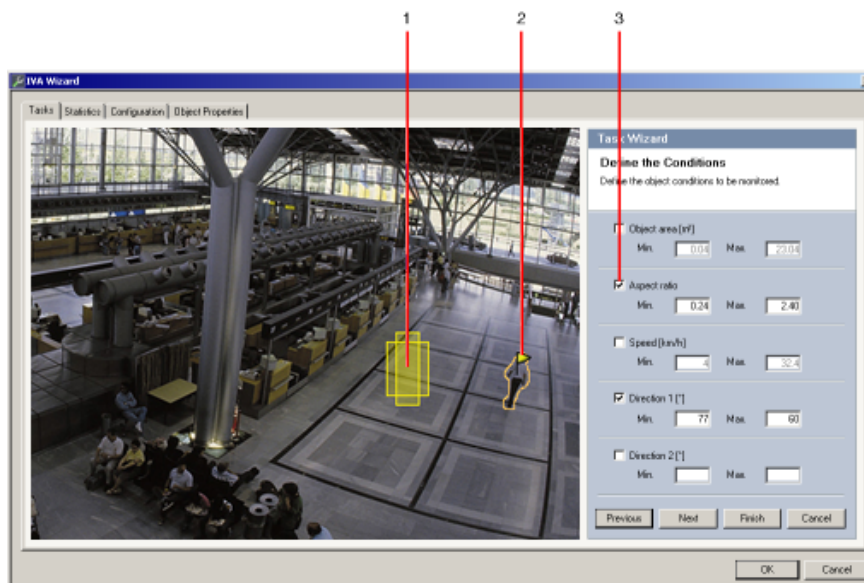 1 2 3
IVA Wizard
Tasks Statistics Configuration Object Properties
Task Wizard
Define the Conditions
Define the object conditions to be monitored.
Object area [m²]
Min. 0.04 Max. 23.04
Aspect ratio
Min. 0.24 Max. 2.40
Speed [km/h]
Min. 4 Max. 32.4
Direction 1 [°]
Min. 77 Max. 60
Direction 2 [°]
Min. Max.
Previous Next Finish Cancel
OK Cancel